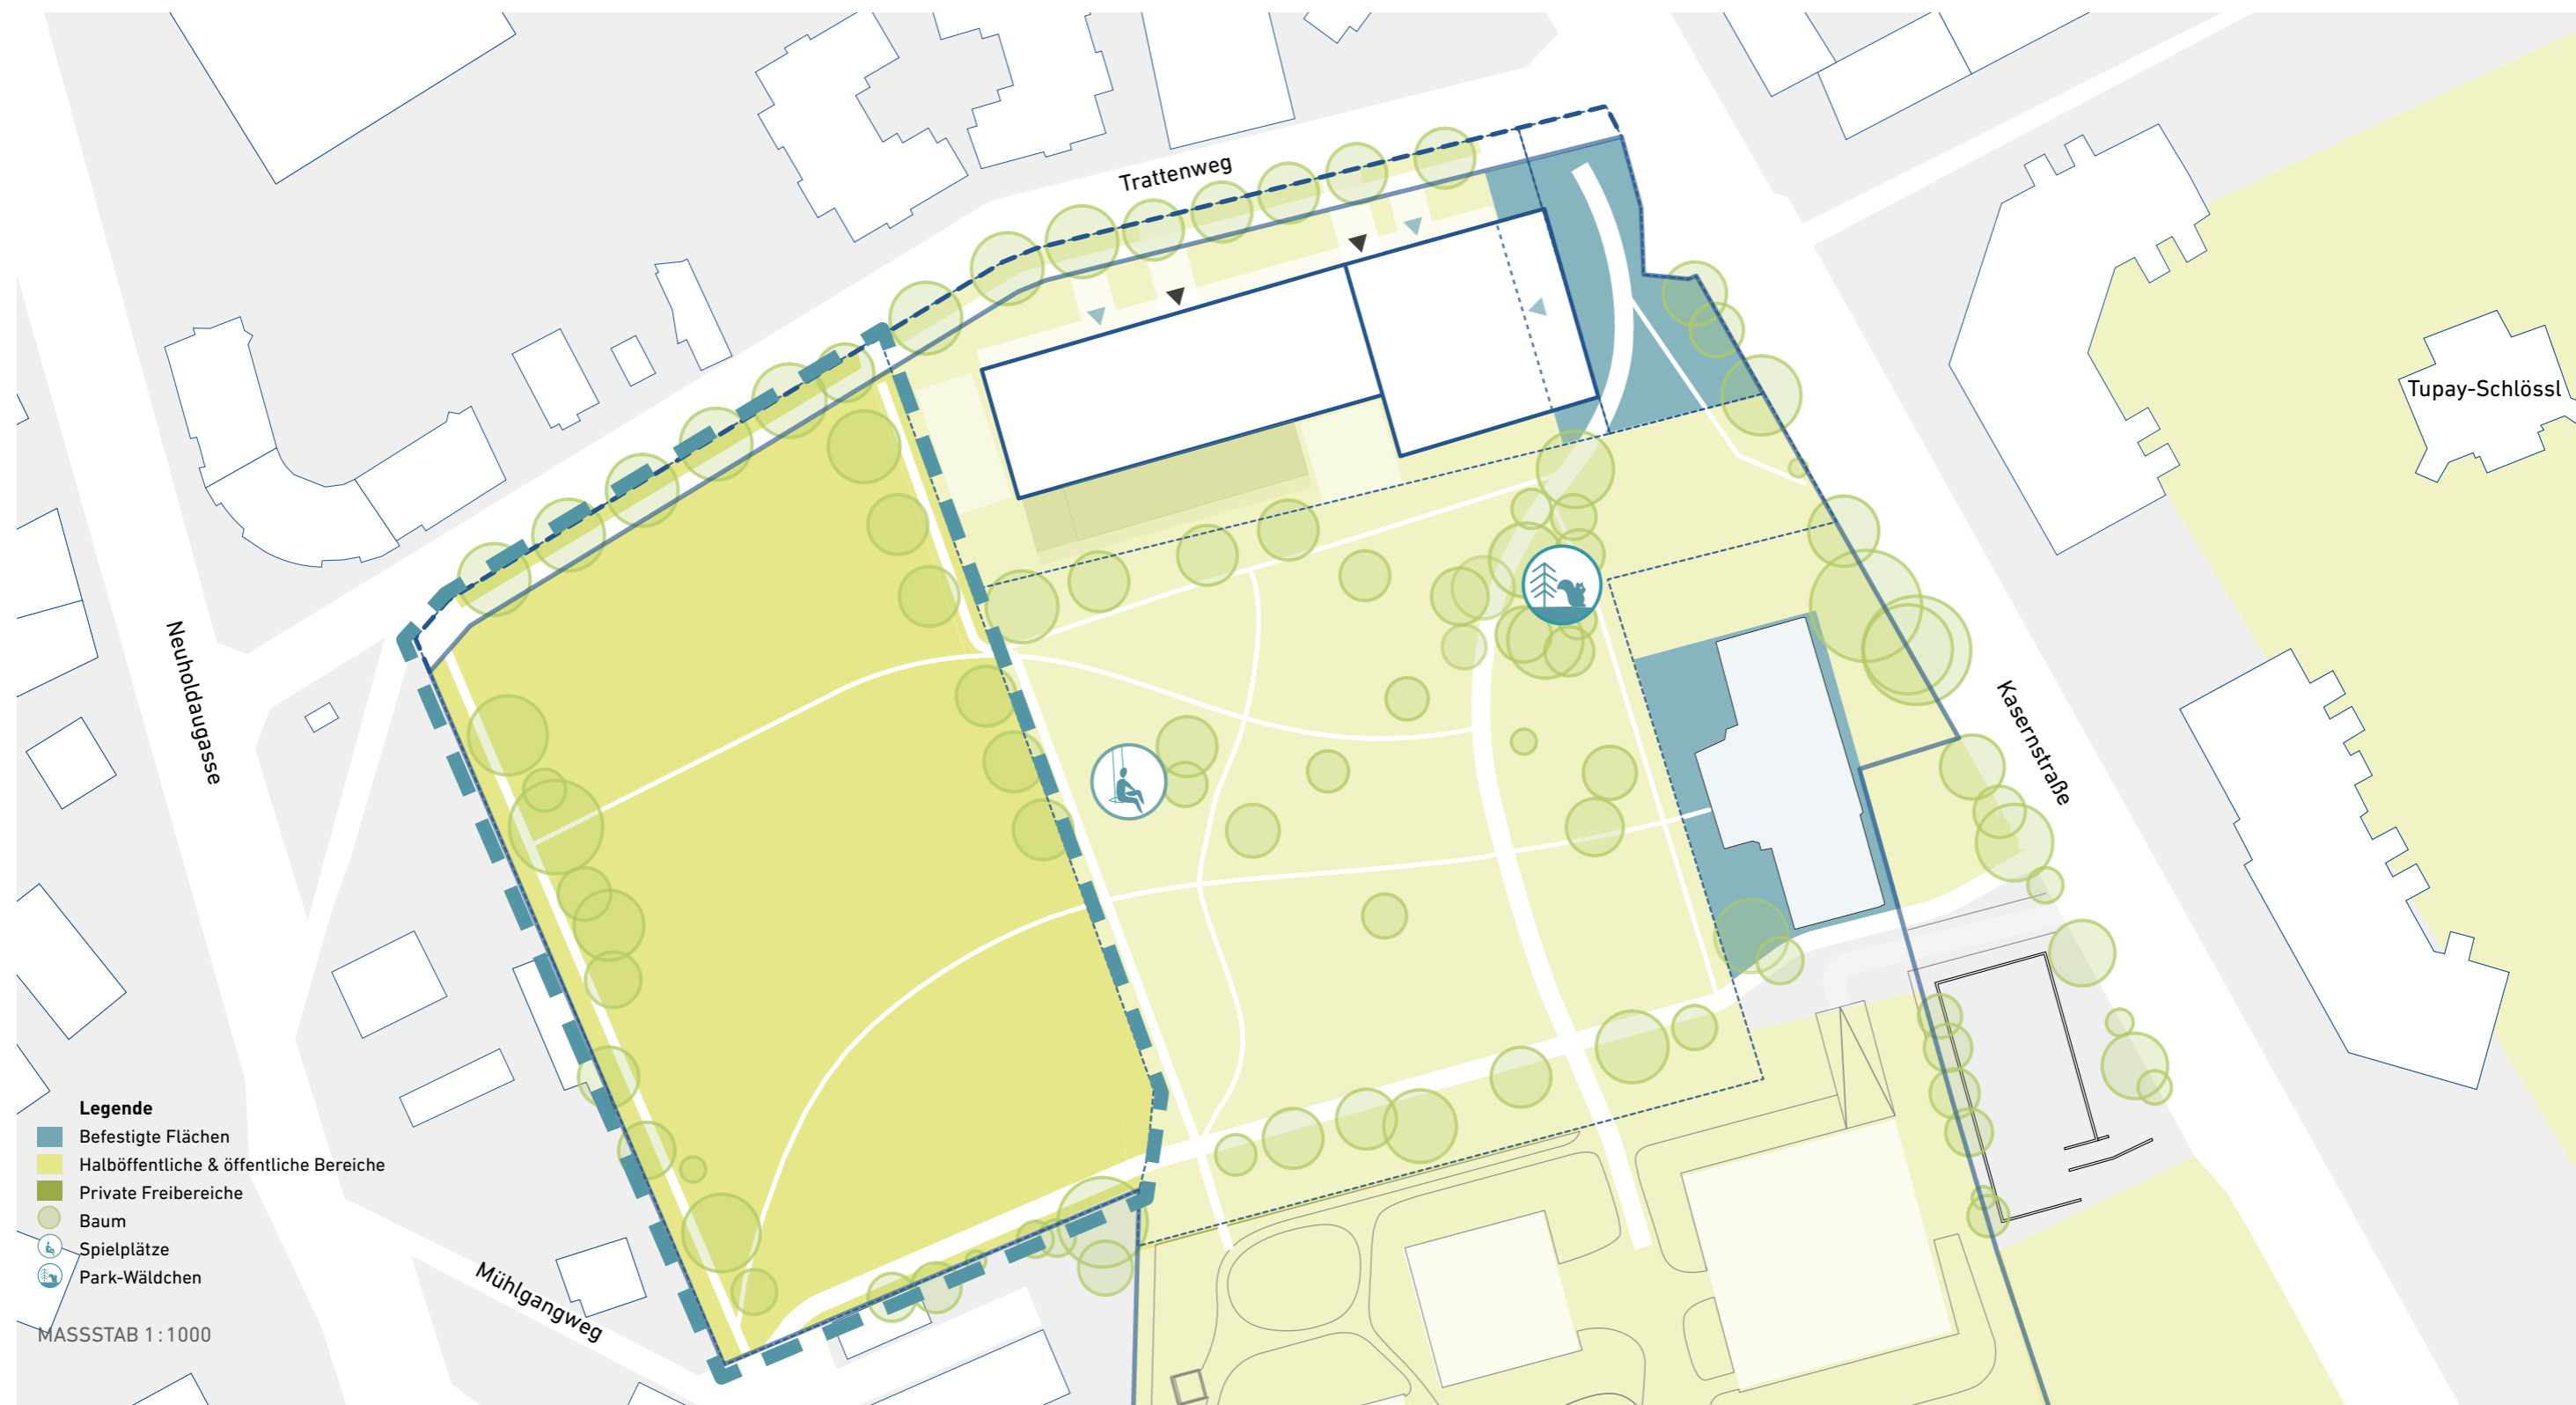 Trattenweg
Tupay-Schlössl
Neuholdaugasse
Kasernstraße
Legende
Befestigte Flächen
Halböffentliche & öffentliche Bereiche
Private Freibereiche
Baum
Spielplätze
Park-Wäldchen
Mühlgangweg
MASSSTAB 1:1000